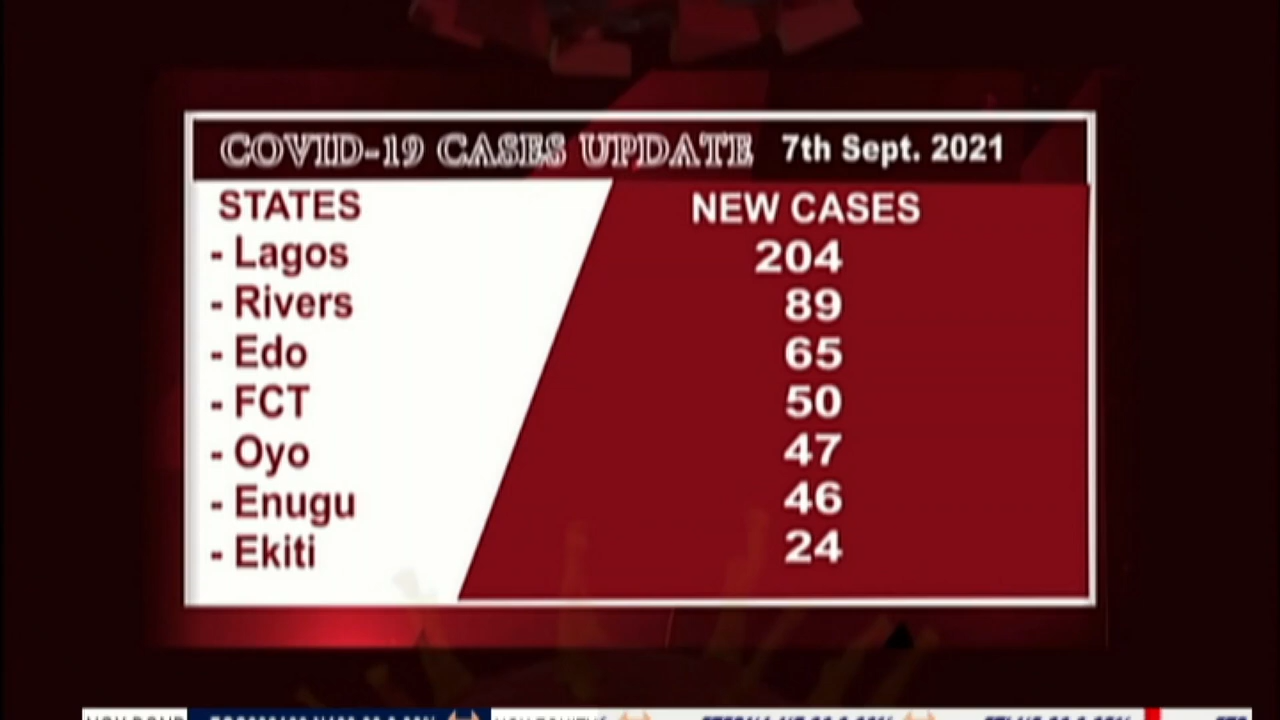 COVID-19 CASES UPDATE 7th Sept. 2021
STATES NEW CASES
- Lagos 204
- Rivers 89
- Edo 65
- FCT 50
- Oyo 47
- Enugu 46
- Ekiti 24